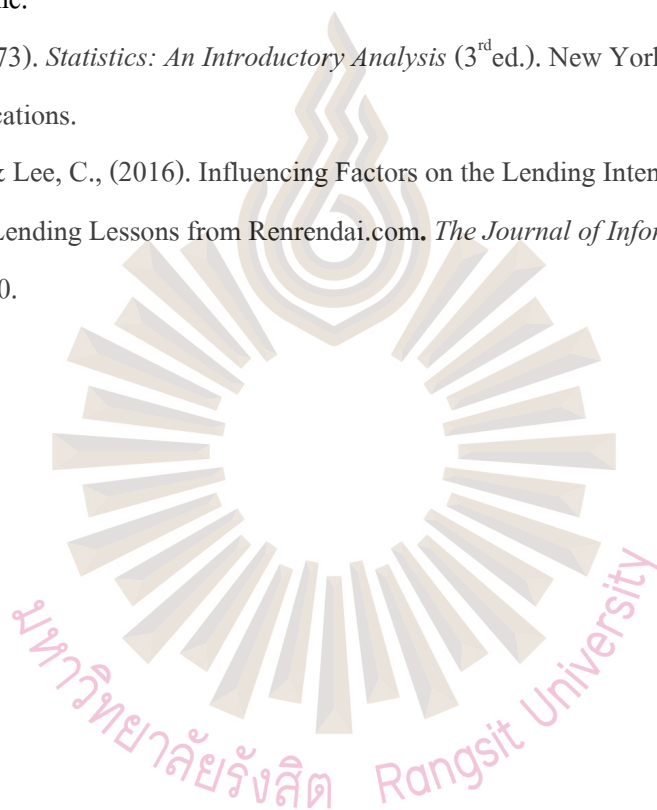 73). Statistics: An Introductory Analysis (3rd ed.). New York
cations.
Lee, C., (2016). Influencing Factors on the Lending Inten
Lending Lessons from Renrendai.com. The Journal of Infor
0.
มหาวิทยาลัยรังสิต Rangsit University